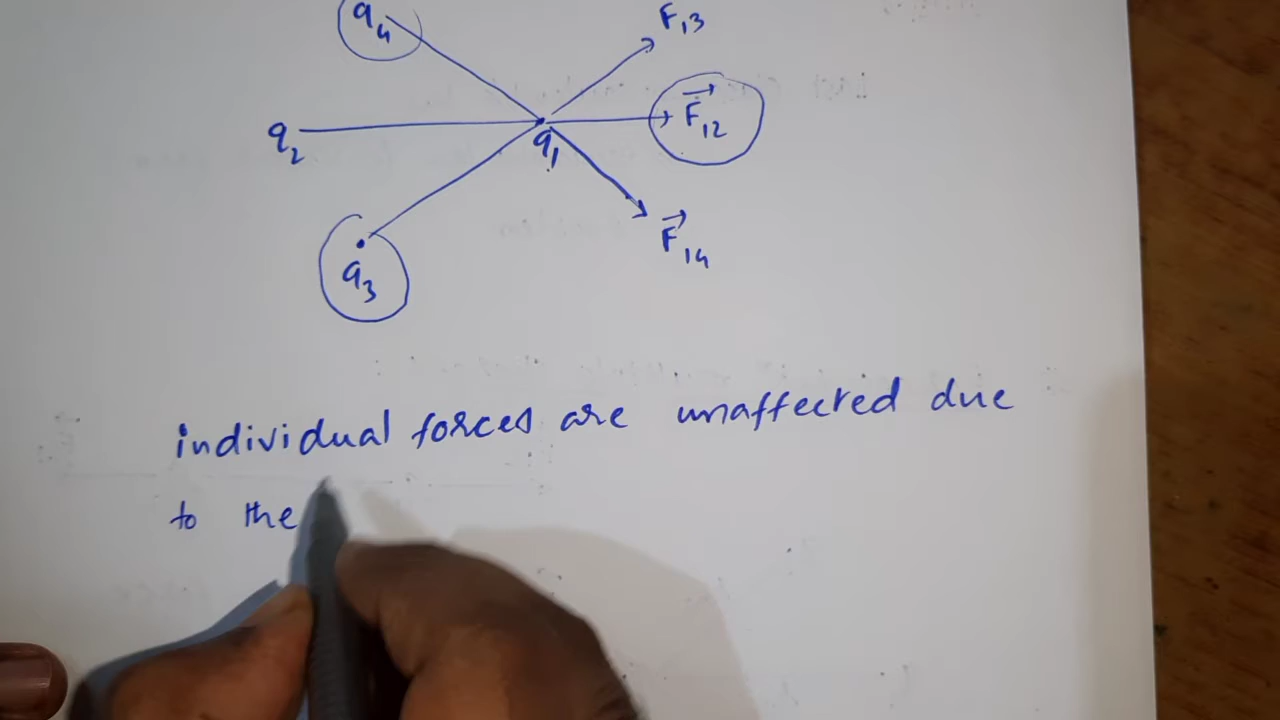 q4
F13
F12
q2
q1
F14
q3
individual forces are unaffected due
to the